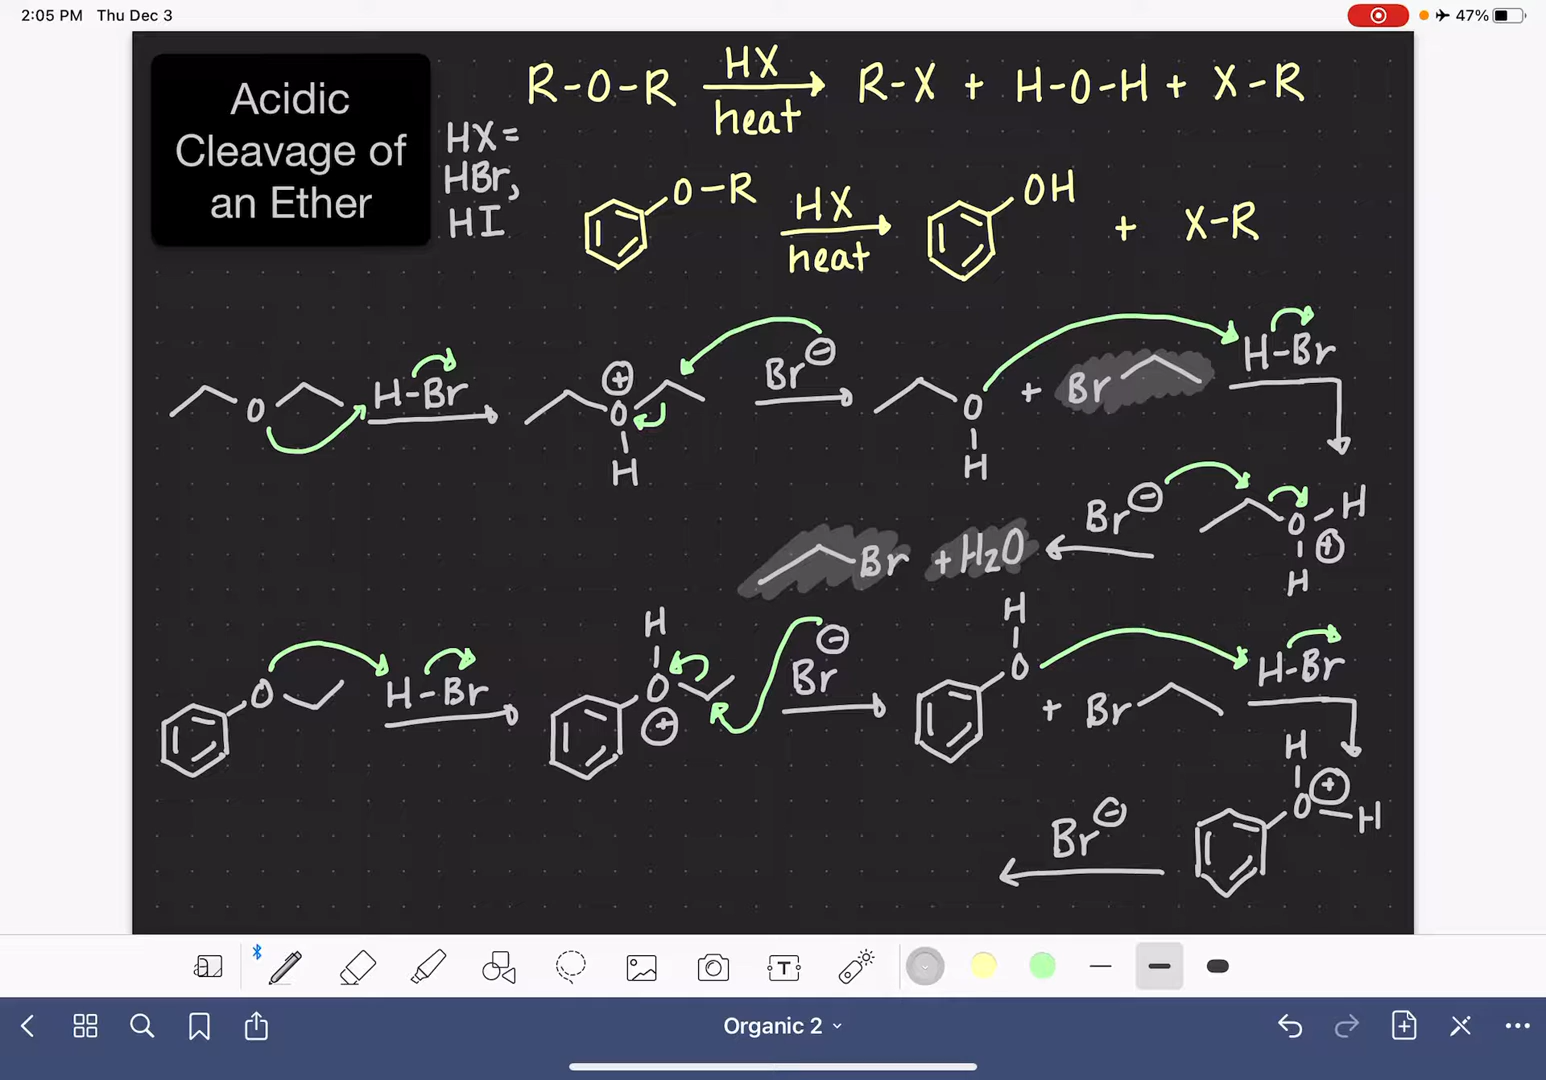 2:05 PM Thu Dec 3
47%
Acidic
Cleavage of
an Ether
R-O-R HX heat R-X + H-O-H + X-R
HX=
HBr,
HI
O-R HX heat OH + X-R
O H-Br
⊕ O H
Br ⊖
O H + Br H-Br
Br ⊖ O H ⊕ H
Br + H2O
O H-Br
H O ⊕
Br ⊖
H O + Br H-Br
H O ⊕ H
Br ⊖
T
Organic 2